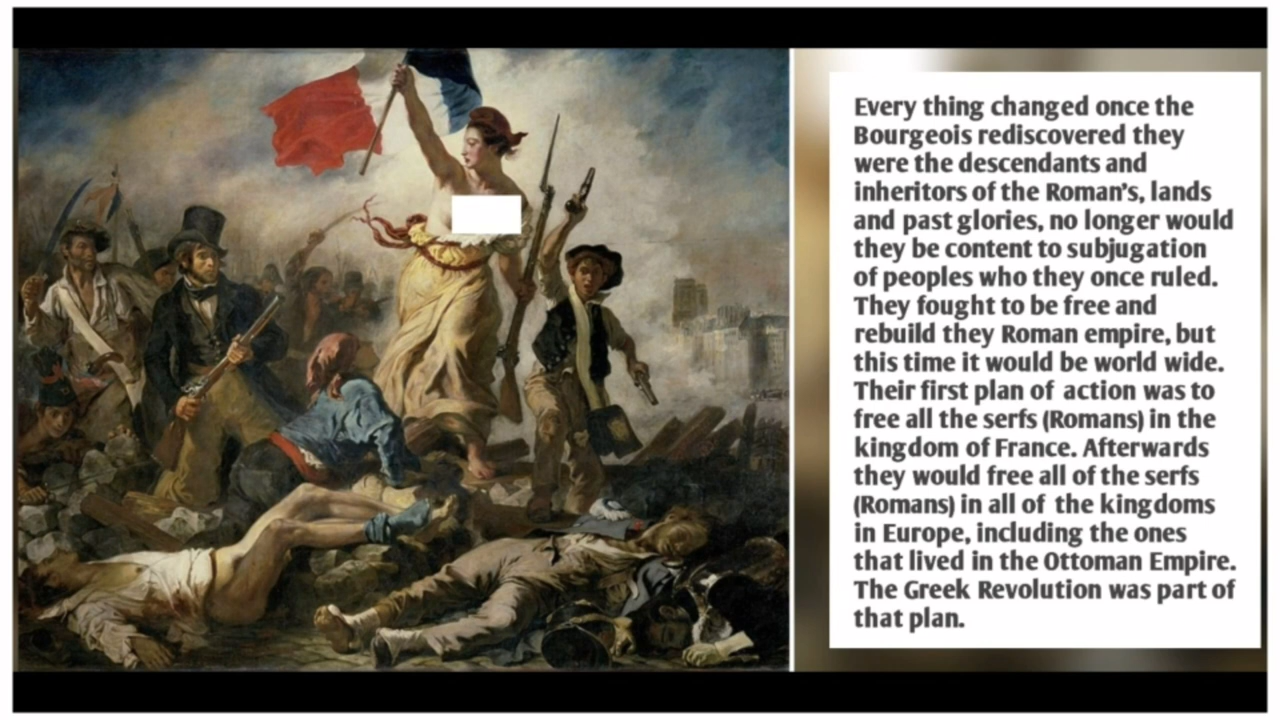 Every thing changed once the
Bourgeois rediscovered they
were the descendants and
inheritors of the Roman's, lands
and past glories, no longer would
they be content to subjugation
of peoples who they once ruled.
They fought to be free and
rebuild they Roman empire, but
this time it would be world wide.
Their first plan of action was to
free all the serfs (Romans) in the
kingdom of France. Afterwards
they would free all of the serfs
(Romans) in all of the kingdoms
in Europe, including the ones
that lived in the Ottoman Empire.
The Greek Revolution was part of
that plan.